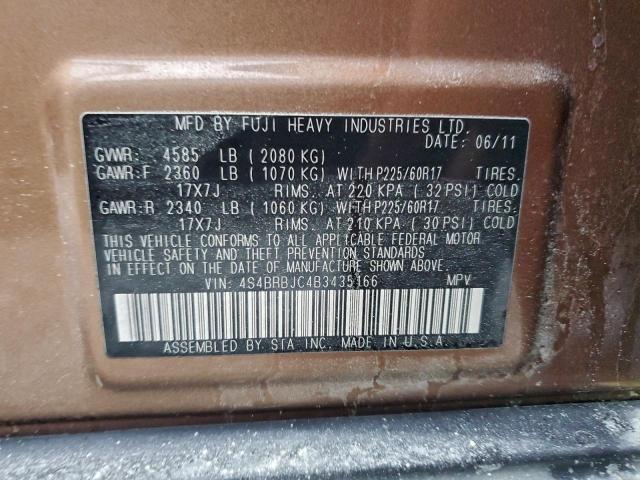 MFD BY FUJI HEAVY INDUSTRIES LTD.
DATE: 06/11
GVWR: 4585 LB ( 2080 KG)
GAWR:F 2360 LB ( 1070 KG) WITH P225/60R17 TIRES.
17X7J RIMS. AT 220 KPA ( 32 PSI) COLD
GAWR:R 2340 LB ( 1060 KG) WITH P225/60R17 TIRES.
17X7J RIMS. AT 210 KPA ( 30 PSI) COLD
THIS VEHICLE CONFORMS TO ALL APPLICABLE FEDERAL MOTOR
VEHICLE SAFETY AND THEFT PREVENTION STANDARDS
IN EFFECT ON THE DATE OF MANUFACTURE SHOWN ABOVE.
VIN: 4S4BRBJC4B3435166 MPV
ASSEMBLED BY SIA INC. MADE IN U.S.A.